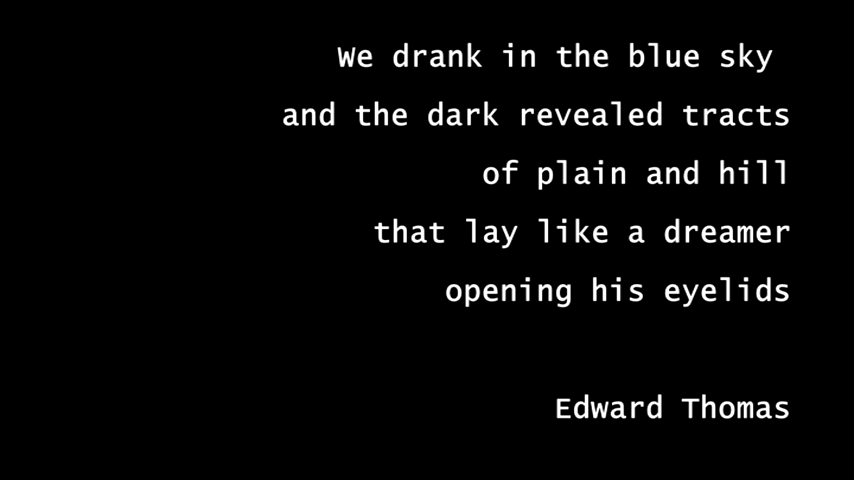 We drank in the blue sky
and the dark revealed tracts
of plain and hill
that lay like a dreamer
opening his eyelids
Edward Thomas